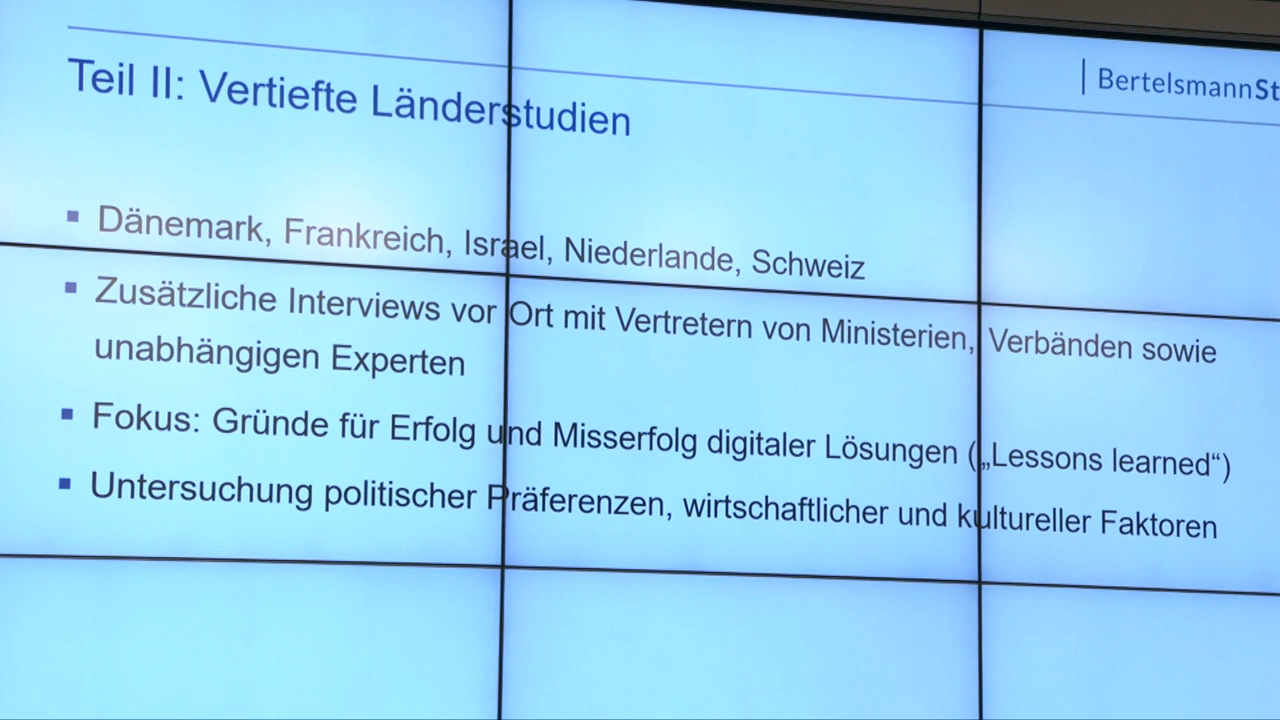 BertelsmannSt
Teil II: Vertiefte Länderstudien
▪ Dänemark, Frankreich, Israel, Niederlande, Schweiz
▪ Zusätzliche Interviews vor Ort mit Vertretern von Ministerien, Verbänden sowie
unabhängigen Experten
▪ Fokus: Gründe für Erfolg und Misserfolg digitaler Lösungen („Lessons learned“)
▪ Untersuchung politischer Präferenzen, wirtschaftlicher und kultureller Faktoren